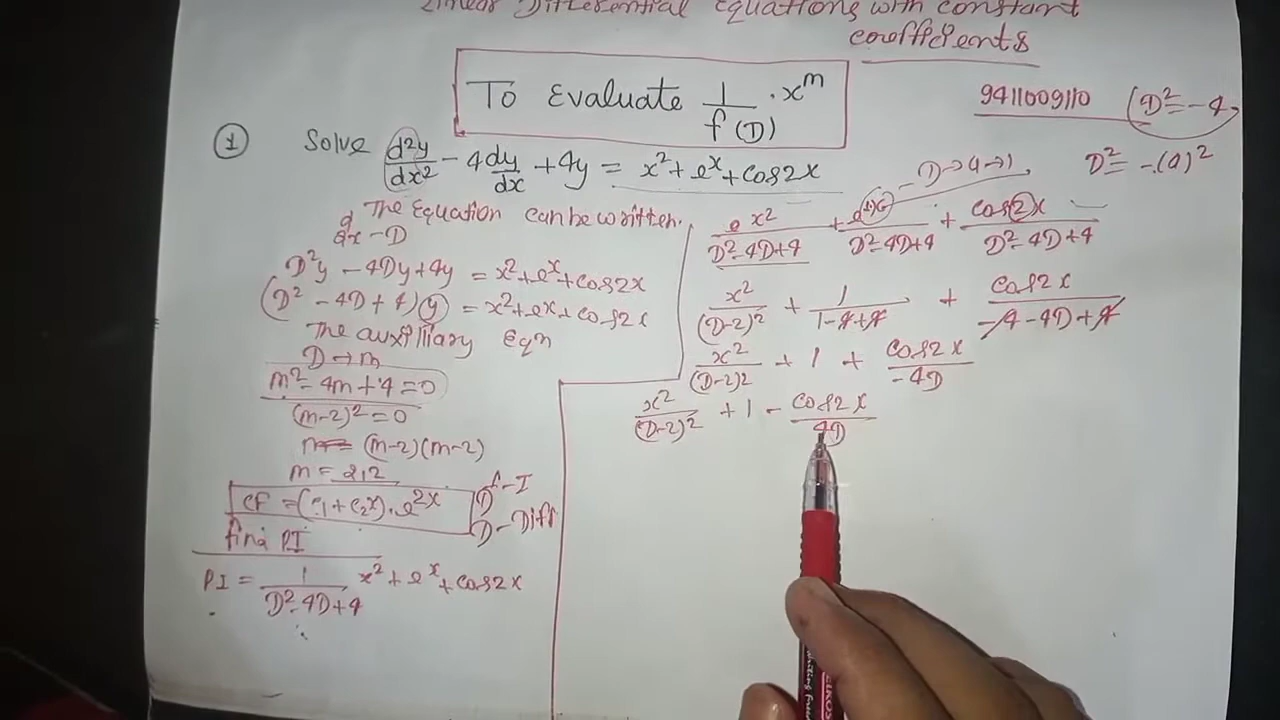 Linear Differential Equations with constant
coefficients
To Evaluate 1/f(D) · x^m
9411009110
(D² = -4)
① Solve d²y/dx² - 4dy/dx + 4y = x² + e^x + cos2x
D² = -(a)²
D → a → 1
The Equation can be written.
d/dx - D
D²y - 4Dy + 4y = x² + e^x + cos2x
(D² - 4D + 4)(y) = x² + e^x + cos2x
The auxilliary Eqn
D → m
m² - 4m + 4 = 0
(m-2)² = 0
m = (m-2)(m-2)
m = 2,2
CF = (c₁ + c₂x).e^2x
1/D - I
D - Diff
find PI
PI = 1/(D² - 4D + 4) x² + e^x + cos2x
x²/(D² - 4D + 4) + e^(1)x/(D² - 4D + 4) + cos2x/(D² - 4D + 4)
x²/(D-2)² + 1/(1 - 4 + 4) + cos2x/(-4 - 4D + 4)
x²/(D-2)² + 1 + cos2x/-4D
x²/(D-2)² + 1 - cos2x/4D